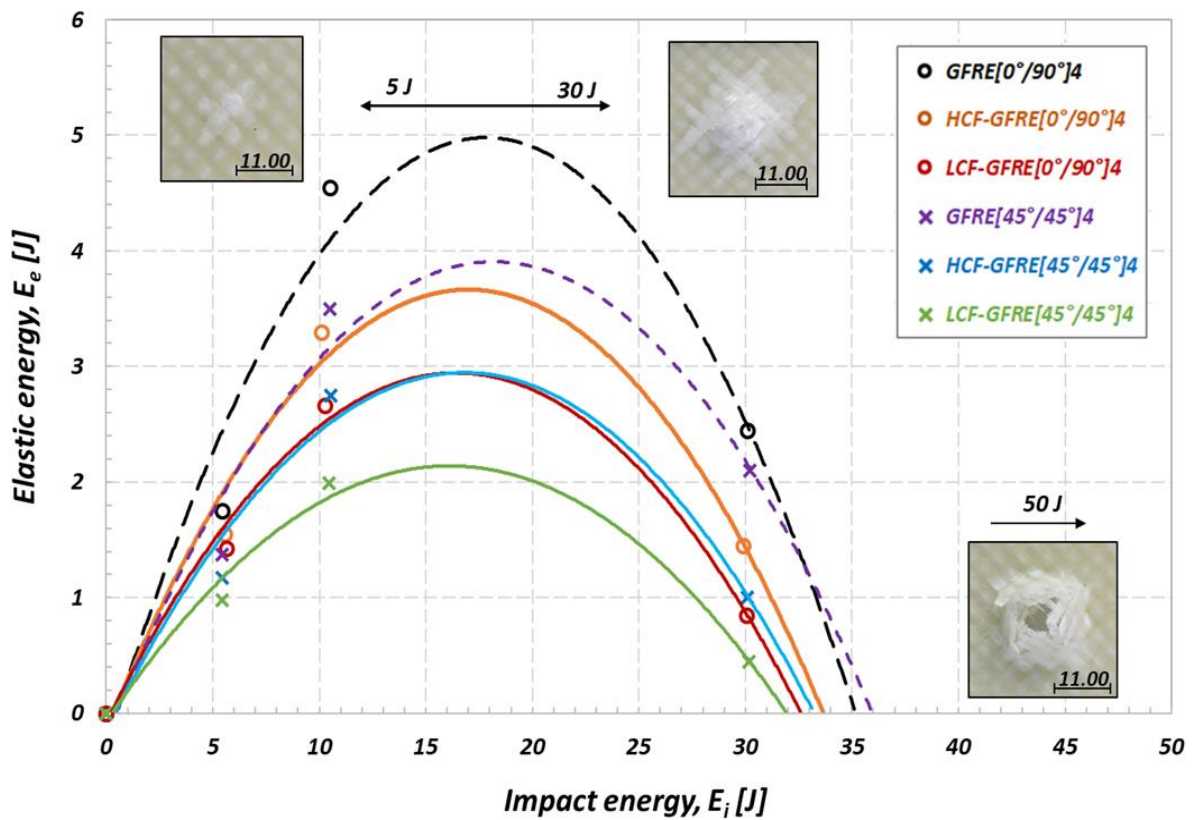 6
5
4
3
2
1
0
Elastic energy, Eₑ [J]
11.00
5 J 30 J
11.00
GFRE[0°/90°]4
HCF-GFRE[0°/90°]4
LCF-GFRE[0°/90°]4
GFRE[45°/45°]4
HCF-GFRE[45°/45°]4
LCF-GFRE[45°/45°]4
50 J
11.00
0 5 10 15 20 25 30 35 40 45 50
Impact energy, Eᵢ [J]